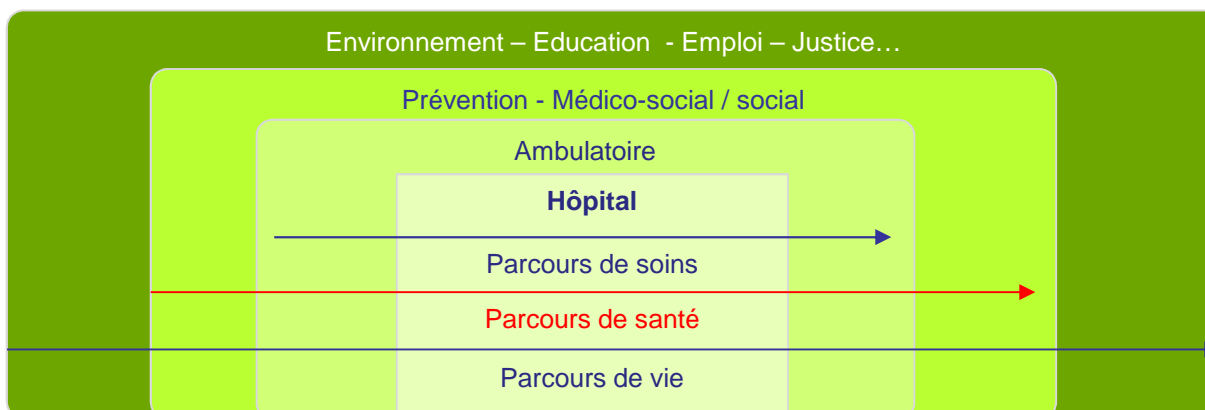 Environnement – Education - Emploi – Justice…
Prévention - Médico-social / social
Ambulatoire
Hôpital
Parcours de soins
Parcours de santé
Parcours de vie